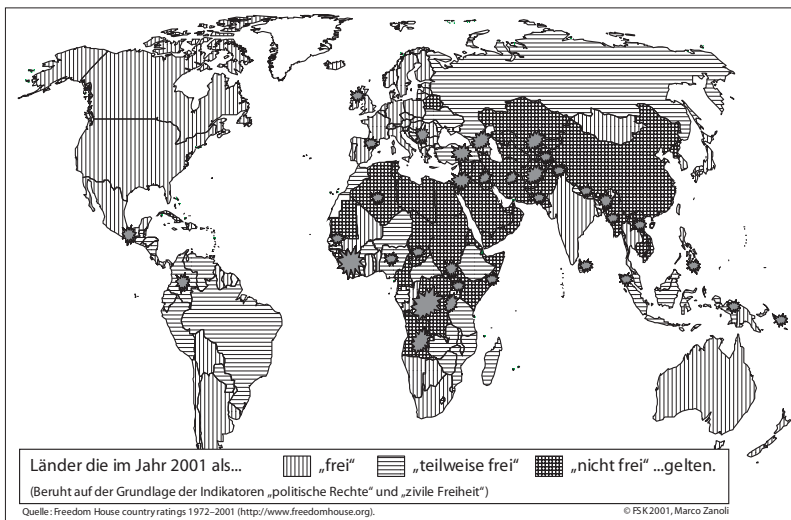 Länder die im Jahr 2001 als... „frei“ „teilweise frei“ „nicht frei“ ...gelten.
(Beruht auf der Grundlage der Indikatoren „politische Rechte“ und „zivile Freiheit“)
Quelle: Freedom House country ratings 1972–2001 (http://www.freedomhouse.org). © FSK 2001, Marco Zanoli